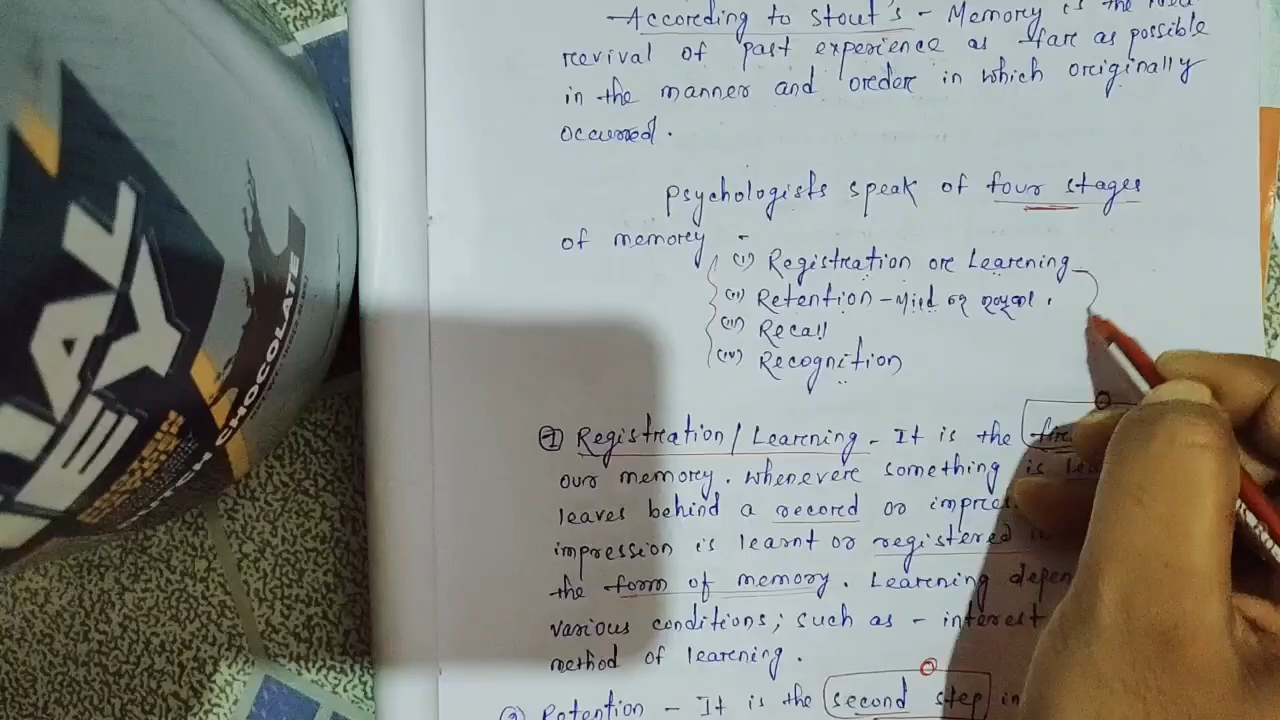 According to stout's - Memory is the
revival of past experience as far as possible
in the manner and order in which originally
occurred.
Psychologists speak of four stages
of memory -
(i) Registration or Learning
(ii) Retention -
(iii) Recall
(iv) Recognition
① Registration / Learning - It is the
our memory. whenever something is
leaves behind a record or
impression is learnt or registered
the form of memory. Learning
various conditions; such as - interest
method of learning.
② Retention - It is the second step in
CHOCOLATE